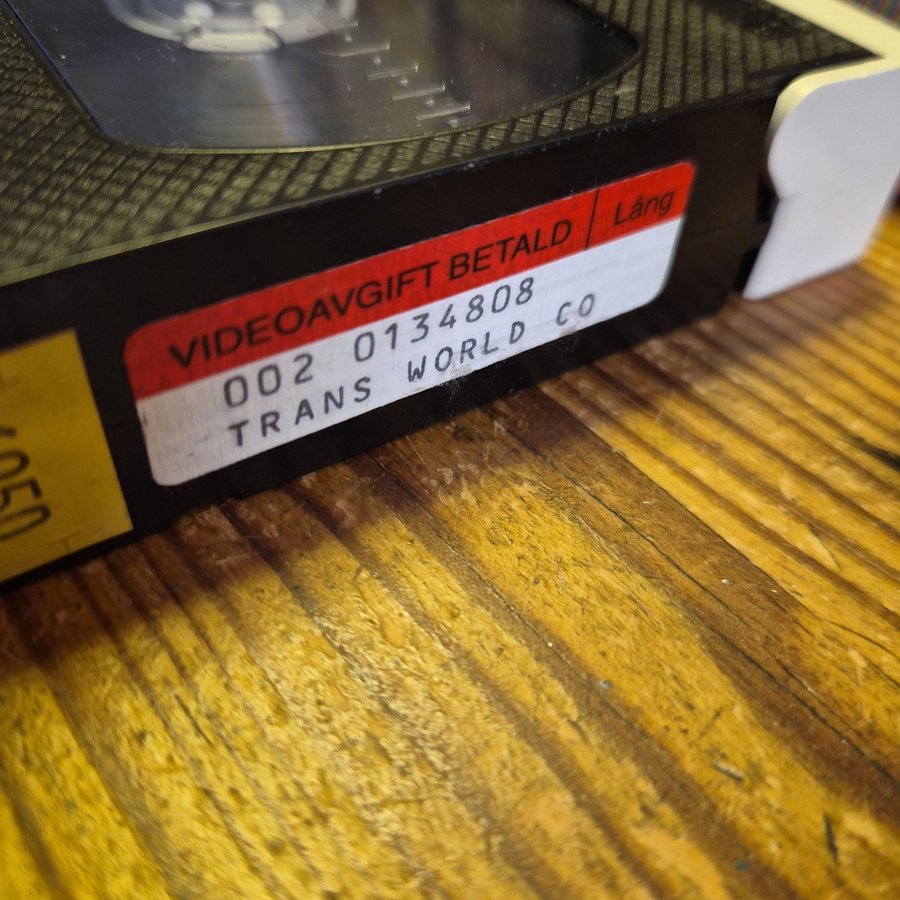 VIDEOAVGIFT BETALD | Lång
002 0134808
TRANS WORLD CO